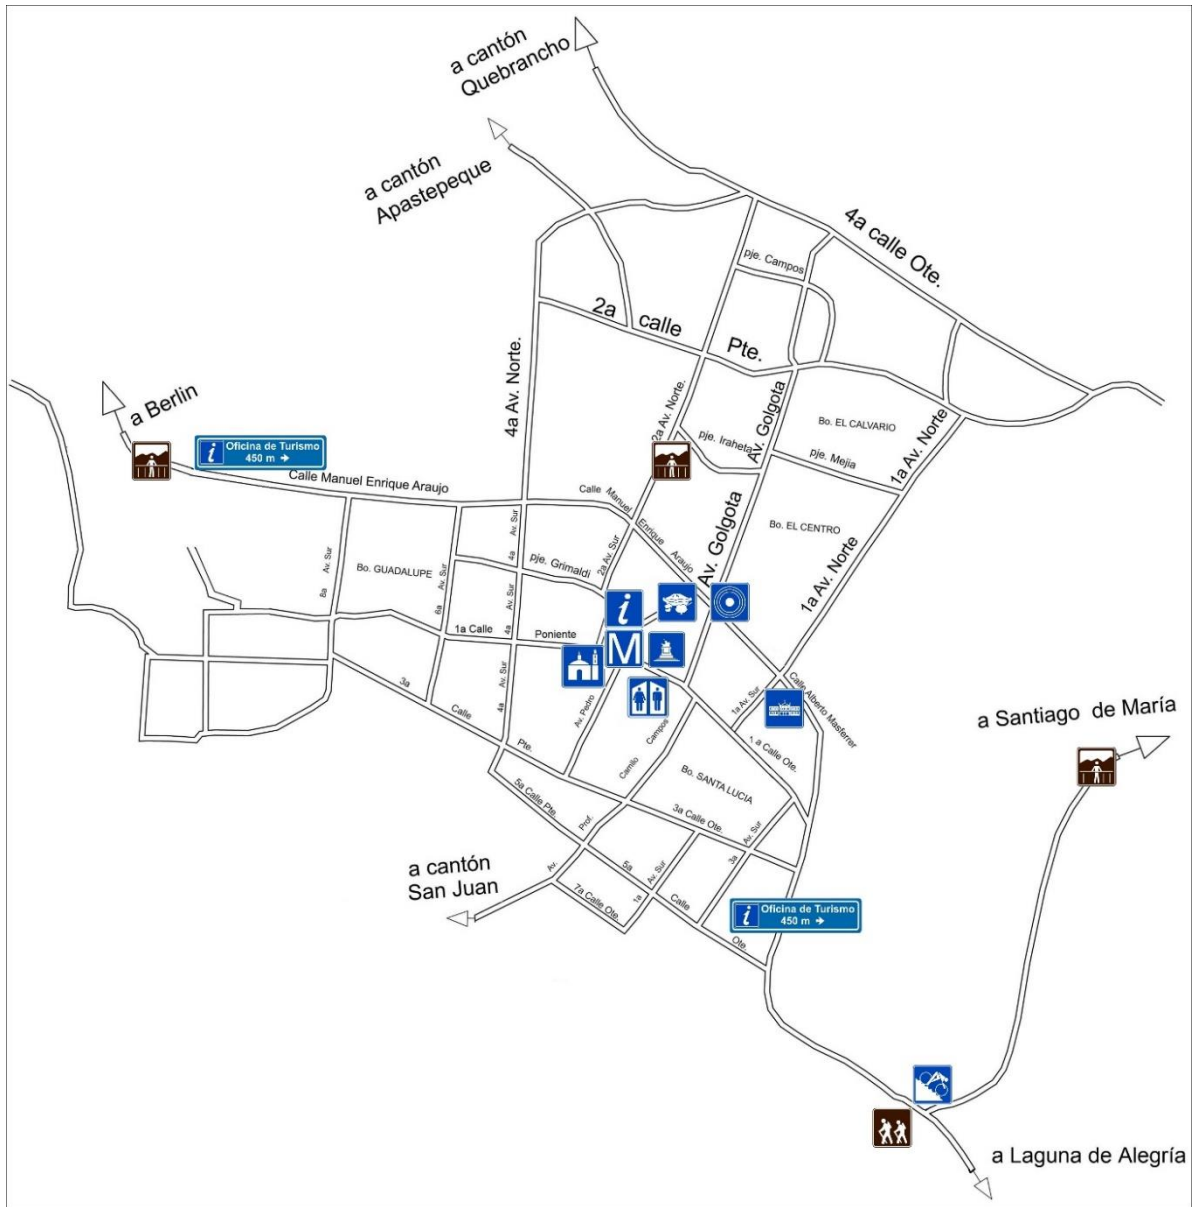 a cantón
Quebrancho
a cantón
Apastepeque
4a calle Ote.
pje. Campos
2a calle Pte.
4a Av. Norte.
2a Av. Norte.
a Berlin
i Oficina de Turismo
450 m →
Calle Manuel Enrique Araujo
Calle Manuel Enrique Araujo
pje. Iraheta
Av. Golgota
Bo. EL CALVARIO
pje. Mejia
1a Av. Norte
Bo. EL CENTRO
Av. Golgota
1a Av. Norte
8a Av. Sur
Bo. GUADALUPE
6a Av. Sur
4a Av. Sur
pje. Grimaldi
2a Av. Sur
4a Av. Sur
1a Calle Poniente
i
M
3a Calle Pte.
4a Av. Sur
Av. Pedro
Av. Prof. Camilo Campos
1a Av. Sur
Calle Alberto Masferrer
a Calle Ote.
a Santiago de María
Bo. SANTA LUCIA
5a Calle Pte.
3a Calle Ote.
3a Av. Sur
a cantón
San Juan
7a Calle Ote.
1a Av. Sur
5a Calle Ote.
i Oficina de Turismo
450 m →
a Laguna de Alegría